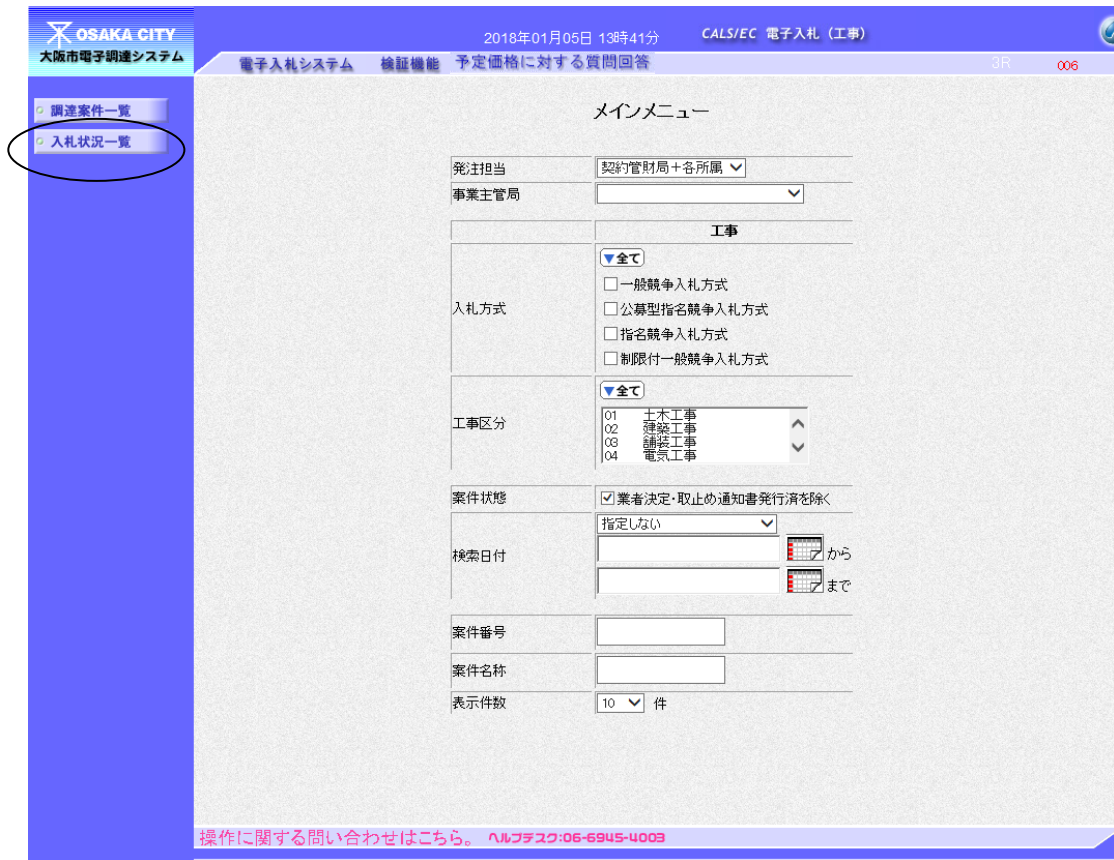 OSAKA CITY
大阪市電子調達システム
2018年01月05日 13時41分
CALS/EC 電子入札(工事)
電子入札システム 検証機能 予定価格に対する質問回答
3R 006
調達案件一覧
入札状況一覧
メインメニュー
発注担当 契約管財局+各所属
事業主管局
工事
▼全て
入札方式
一般競争入札方式
公募型指名競争入札方式
指名競争入札方式
制限付一般競争入札方式
▼全て
工事区分
01 土木工事
02 建築工事
03 舗装工事
04 電気工事
案件状態 業者決定・取止め通知書発行済を除く
検索日付
指定しない
から
まで
案件番号
案件名称
表示件数 10 件
操作に関する問い合わせはこちら。 ヘルプデスク:06-6945-4003